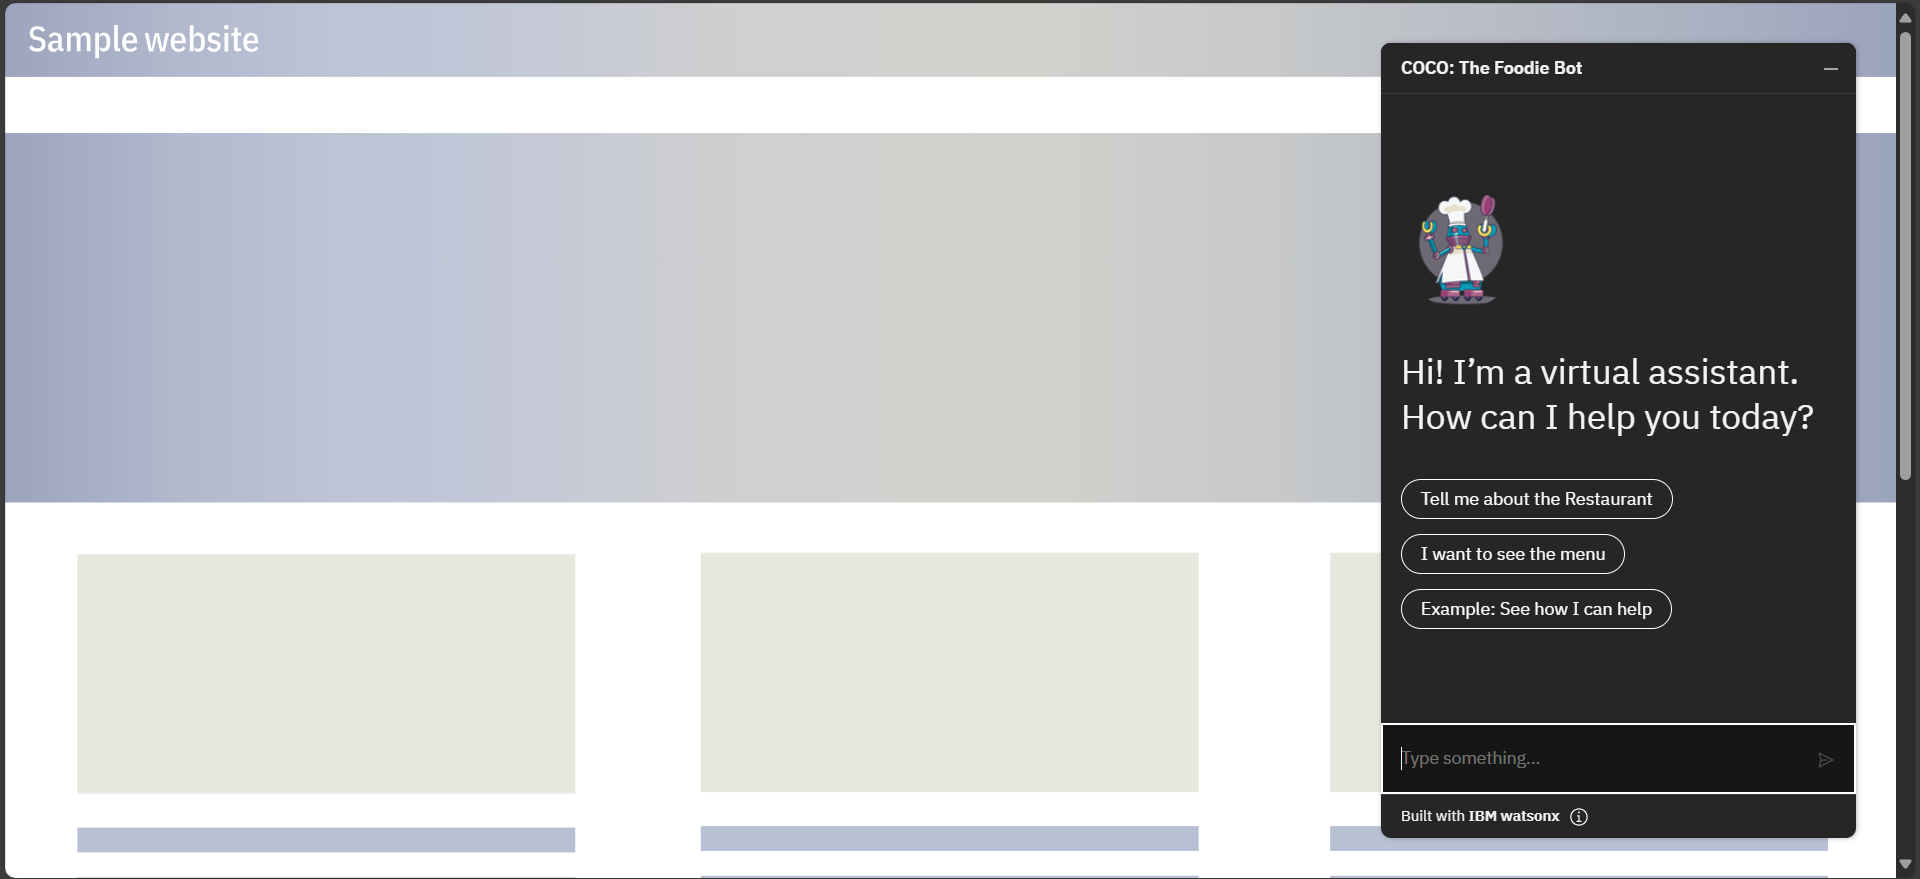 Sample website
COCO: The Foodie Bot
Hi! I’m a virtual assistant.
How can I help you today?
Tell me about the Restaurant
I want to see the menu
Example: See how I can help
Type something...
Built with IBM watsonx